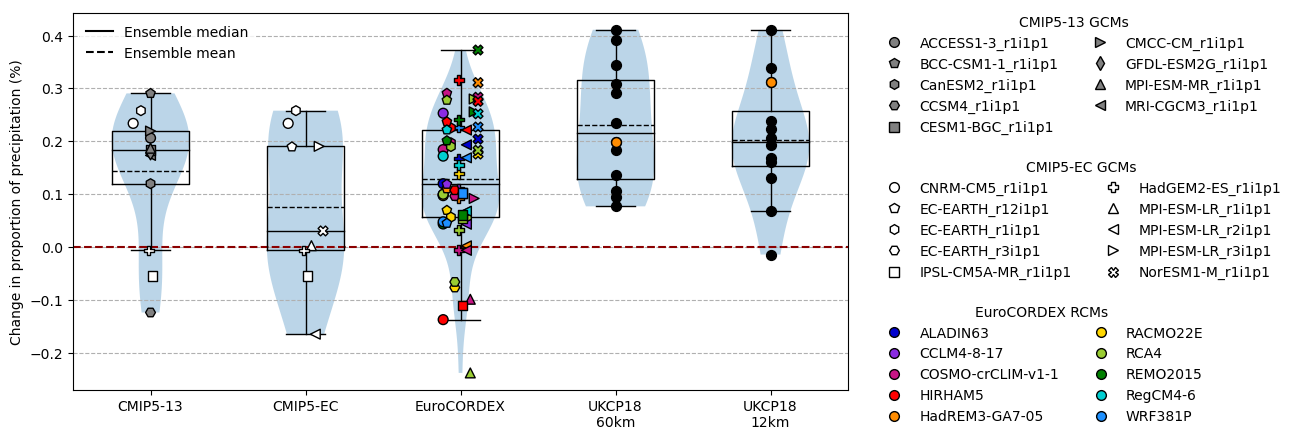 Change in proportion of precipitation (%)
0.4
0.3
0.2
0.1
0.0
−0.1
−0.2
Ensemble median
Ensemble mean
CMIP5-13
CMIP5-EC
EuroCORDEX
UKCP18
60km
UKCP18
12km
CMIP5-13 GCMs
ACCESS1-3_r1i1p1
BCC-CSM1-1_r1i1p1
CanESM2_r1i1p1
CCSM4_r1i1p1
CESM1-BGC_r1i1p1
CMCC-CM_r1i1p1
GFDL-ESM2G_r1i1p1
MPI-ESM-MR_r1i1p1
MRI-CGCM3_r1i1p1
CMIP5-EC GCMs
CNRM-CM5_r1i1p1
EC-EARTH_r12i1p1
EC-EARTH_r1i1p1
EC-EARTH_r3i1p1
IPSL-CM5A-MR_r1i1p1
HadGEM2-ES_r1i1p1
MPI-ESM-LR_r1i1p1
MPI-ESM-LR_r2i1p1
MPI-ESM-LR_r3i1p1
NorESM1-M_r1i1p1
EuroCORDEX RCMs
ALADIN63
CCLM4-8-17
COSMO-crCLIM-v1-1
HIRHAM5
HadREM3-GA7-05
RACMO22E
RCA4
REMO2015
RegCM4-6
WRF381P